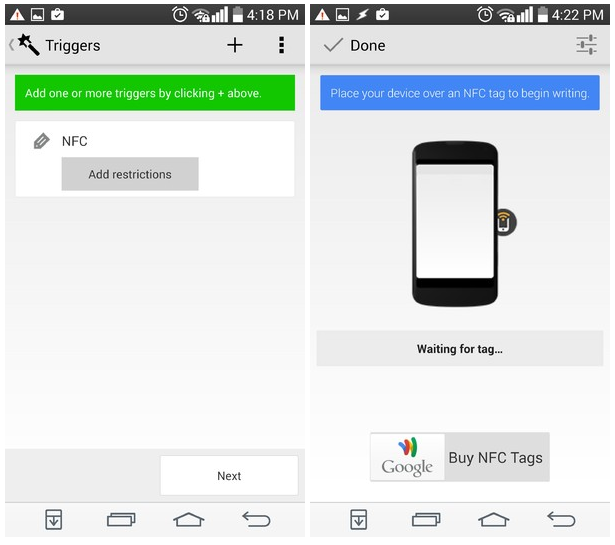 4:18 PM
Triggers
Add one or more triggers by clicking + above.
NFC
Add restrictions
Next
4:22 PM
Done
Place your device over an NFC tag to begin writing.
Waiting for tag...
Google
Buy NFC Tags